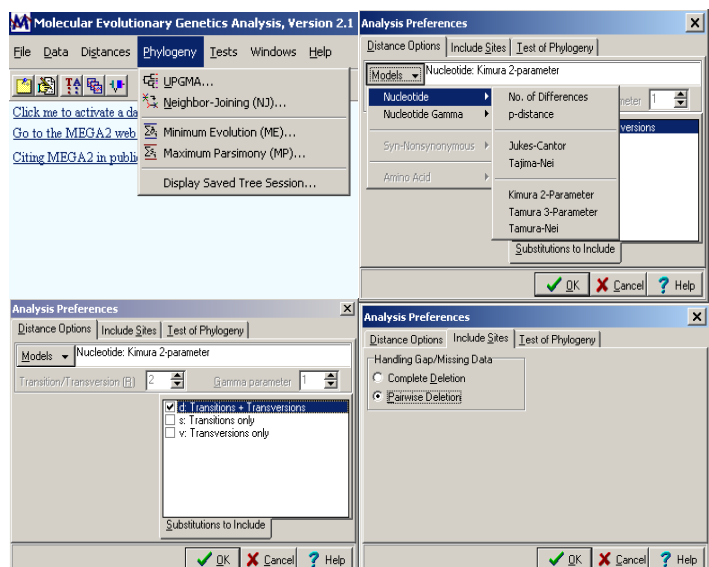 Molecular Evolutionary Genetics Analysis, Version 2.1
File Data Distances Phylogeny Tests Windows Help
UPGMA...
Neighbor-Joining (NJ)...
Minimum Evolution (ME)...
Maximum Parsimony (MP)...
Display Saved Tree Session...
Click me to activate a da
Go to the MEGA2 web
Citing MEGA2 in publi
Analysis Preferences
Distance Options Include Sites Test of Phylogeny
Models Nucleotide: Kimura 2-parameter
Nucleotide
Nucleotide Gamma
Syn-Nonsynonymous
Amino Acid
No. of Differences
p-distance
Jukes-Cantor
Tajima-Nei
Kimura 2-Parameter
Tamura 3-Parameter
Tamura-Nei
meter 1
versions
Substitutions to Include
OK Cancel Help
Analysis Preferences
Distance Options Include Sites Test of Phylogeny
Models Nucleotide: Kimura 2-parameter
Transition/Transversion (R) 2 Gamma parameter 1
d: Transitions + Transversions
s: Transitions only
v: Transversions only
Substitutions to Include
OK Cancel Help
Analysis Preferences
Distance Options Include Sites Test of Phylogeny
Handling Gap/Missing Data
Complete Deletion
Pairwise Deletion
OK Cancel Help